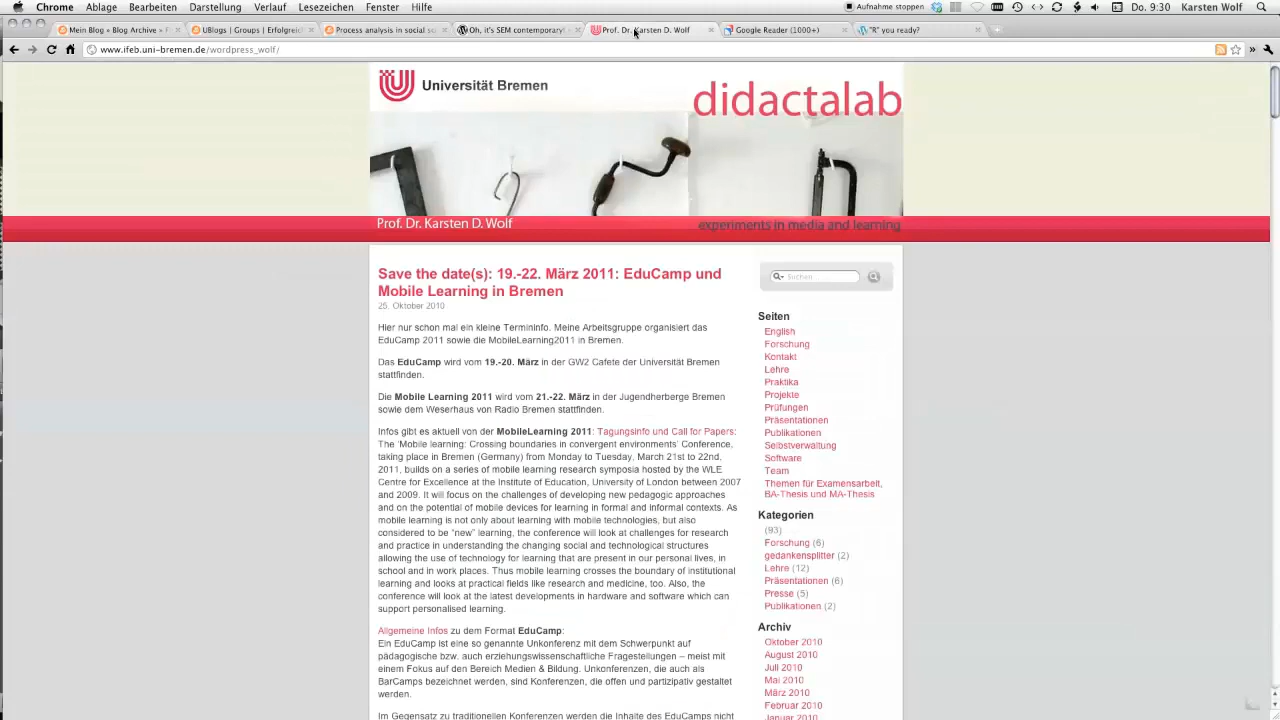 Chrome Ablage Bearbeiten Darstellung Verlauf Lesezeichen Fenster Hilfe Aufnahme stoppen Do. 9:30 Karsten Wolf
Mein Blog » Blog Archive » F UBlogs | Groups | Erfolgreich Process analysis in social sc Oh, it's SEM contemporary! Prof. Dr. Karsten D. Wolf Google Reader (1000+) "R" you ready?
www.ifeb.uni-bremen.de/wordpress_wolf/
Universität Bremen
didactalab
Prof. Dr. Karsten D. Wolf
experiments in media and learning
Save the date(s): 19.-22. März 2011: EduCamp und
Mobile Learning in Bremen
25. Oktober 2010
Hier nur schon mal ein kleine Termininfo. Meine Arbeitsgruppe organisiert das
EduCamp 2011 sowie die MobileLearning2011 in Bremen.
Das EduCamp wird vom 19.-20. März in der GW2 Cafete der Universität Bremen
stattfinden.
Die Mobile Learning 2011 wird vom 21.-22. März in der Jugendherberge Bremen
sowie dem Weserhaus von Radio Bremen stattfinden.
Infos gibt es aktuell von der MobileLearning 2011: Tagungsinfo und Call for Papers:
The 'Mobile learning: Crossing boundaries in convergent environments' Conference,
taking place in Bremen (Germany) from Monday to Tuesday, March 21st to 22nd,
2011, builds on a series of mobile learning research symposia hosted by the WLE
Centre for Excellence at the Institute of Education, University of London between 2007
and 2009. It will focus on the challenges of developing new pedagogic approaches
and on the potential of mobile devices for learning in formal and informal contexts. As
mobile learning is not only about learning with mobile technologies, but also
considered to be "new" learning, the conference will look at challenges for research
and practice in understanding the changing social and technological structures
allowing the use of technology for learning that are present in our personal lives, in
school and in work places. Thus mobile learning crosses the boundary of institutional
learning and looks at practical fields like research and medicine, too. Also, the
conference will look at the latest developments in hardware and software which can
support personalised learning.
Allgemeine Infos zu dem Format EduCamp:
Ein EduCamp ist eine so genannte Unkonferenz mit dem Schwerpunkt auf
pädagogische bzw. auch erziehungswissenschaftliche Fragestellungen – meist mit
einem Fokus auf den Bereich Medien & Bildung. Unkonferenzen, die auch als
BarCamps bezeichnet werden, sind Konferenzen, die offen und partizipativ gestaltet
werden.
Im Gegensatz zu traditionellen Konferenzen werden die Inhalte des EduCamps nicht
Suchen ...
Seiten
English
Forschung
Kontakt
Lehre
Praktika
Projekte
Prüfungen
Präsentationen
Publikationen
Selbstverwaltung
Software
Team
Themen für Examensarbeit,
BA-Thesis und MA-Thesis
Kategorien
(93)
Forschung (6)
gedankensplitter (2)
Lehre (12)
Präsentationen (6)
Presse (5)
Publikationen (2)
Archiv
Oktober 2010
August 2010
Juli 2010
Mai 2010
März 2010
Februar 2010
Januar 2010